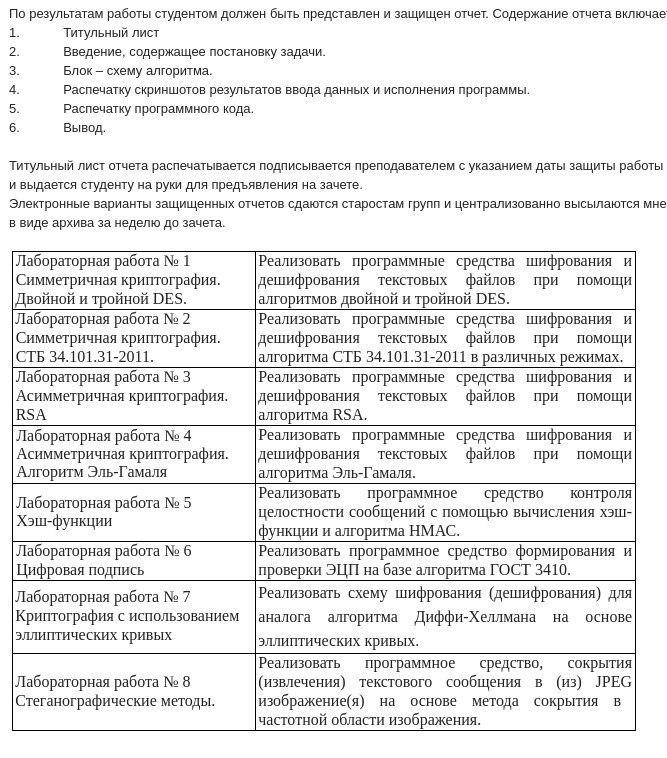 По результатам работы студентом должен быть представлен и защищен отчет. Содержание отчета включае
1. Титульный лист
2. Введение, содержащее постановку задачи.
3. Блок – схему алгоритма.
4. Распечатку скриншотов результатов ввода данных и исполнения программы.
5. Распечатку программного кода.
6. Вывод.
Титульный лист отчета распечатывается подписывается преподавателем с указанием даты защиты работы
и выдается студенту на руки для предъявления на зачете.
Электронные варианты защищенных отчетов сдаются старостам групп и централизованно высылаются мне
в виде архива за неделю до зачета.
Лабораторная работа № 1
Симметричная криптография.
Двойной и тройной DES.
Реализовать программные средства шифрования и
дешифрования текстовых файлов при помощи
алгоритмов двойной и тройной DES.
Лабораторная работа № 2
Симметричная криптография.
СТБ 34.101.31-2011.
Реализовать программные средства шифрования и
дешифрования текстовых файлов при помощи
алгоритма СТБ 34.101.31-2011 в различных режимах.
Лабораторная работа № 3
Асимметричная криптография.
RSA
Реализовать программные средства шифрования и
дешифрования текстовых файлов при помощи
алгоритма RSA.
Лабораторная работа № 4
Асимметричная криптография.
Алгоритм Эль-Гамаля
Реализовать программные средства шифрования и
дешифрования текстовых файлов при помощи
алгоритма Эль-Гамаля.
Лабораторная работа № 5
Хэш-функции
Реализовать программное средство контроля
целостности сообщений с помощью вычисления хэш-
функции и алгоритма НМАС.
Лабораторная работа № 6
Цифровая подпись
Реализовать программное средство формирования и
проверки ЭЦП на базе алгоритма ГОСТ 3410.
Лабораторная работа № 7
Криптография с использованием
эллиптических кривых
Реализовать схему шифрования (дешифрования) для
аналога алгоритма Диффи-Хеллмана на основе
эллиптических кривых.
Лабораторная работа № 8
Стеганографические методы.
Реализовать программное средство, сокрытия
(извлечения) текстового сообщения в (из) JPEG
изображение(я) на основе метода сокрытия в
частотной области изображения.